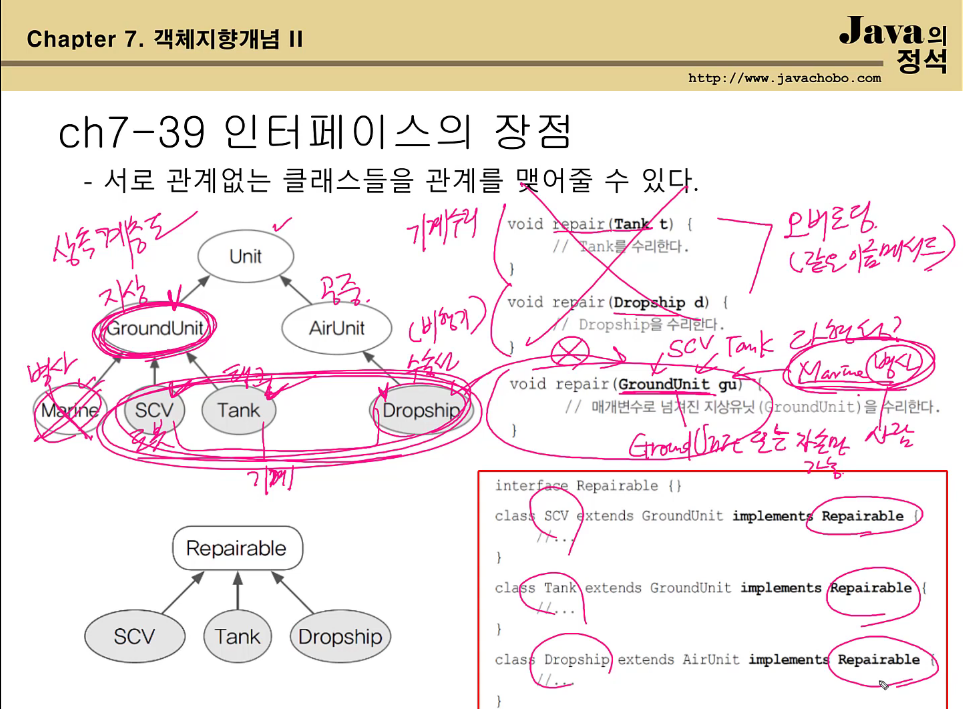 Chapter 7. 객체지향개념 II
Java의
정석
http://www.javachobo.com
ch7-39 인터페이스의 장점
- 서로 관계없는 클래스들을 관계를 맺어줄 수 있다.
상속계층도
Unit
지상
공중
GroundUnit
AirUnit
(비행기)
병사
탱크
수송선
Marine
SCV
Tank
Dropship
로봇
기계
기계수리
void repair(Tank t) {
// Tank를 수리한다.
}
void repair(Dropship d) {
// Dropship을 수리한다.
}
오버로딩
(같은 이름 메서드)
SCV Tank
Marine 병사
void repair(GroundUnit gu) {
// 매개변수로 넘겨진 지상유닛(GroundUnit)을 수리한다.
}
GroundUnit 또는 자손만
가능
사람
Repairable
SCV
Tank
Dropship
interface Repairable {}
class SCV extends GroundUnit implements Repairable {
//...
}
class Tank extends GroundUnit implements Repairable {
//...
}
class Dropship extends AirUnit implements Repairable {
//...
}